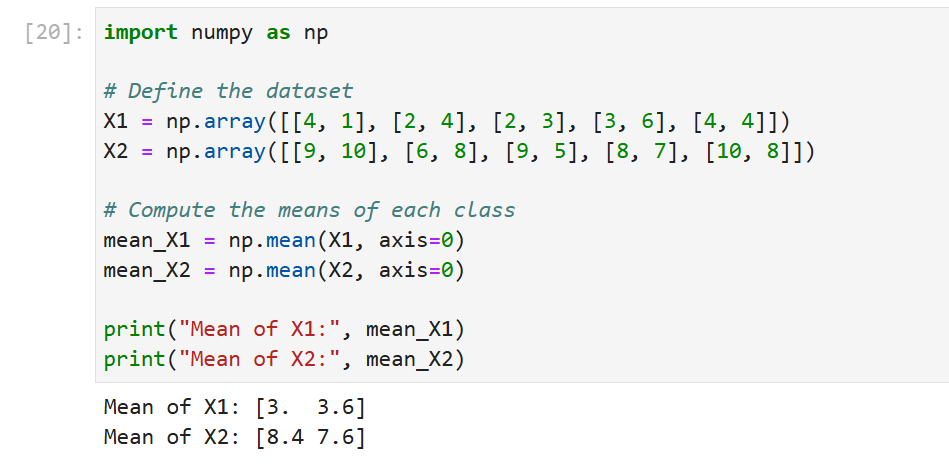 [20]:
import numpy as np
# Define the dataset
X1 = np.array([[4, 1], [2, 4], [2, 3], [3, 6], [4, 4]])
X2 = np.array([[9, 10], [6, 8], [9, 5], [8, 7], [10, 8]])
# Compute the means of each class
mean_X1 = np.mean(X1, axis=0)
mean_X2 = np.mean(X2, axis=0)
print("Mean of X1:", mean_X1)
print("Mean of X2:", mean_X2)
Mean of X1: [3.  3.6]
Mean of X2: [8.4 7.6]